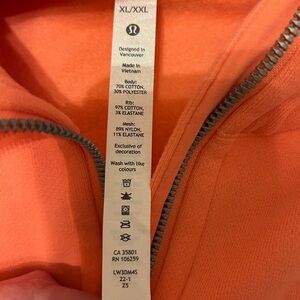 XL/XXL
Designed in
Vancouver
Made in
Vietnam
Body:
70% COTTON,
30% POLYESTER
Rib:
97% COTTON,
3% ELASTANE
Mesh:
89% NYLON,
11% ELASTANE
Exclusive of
decoration
Wash with like
colours
CA 35801
RN 106259
LW3DM4S
22-1
Z5